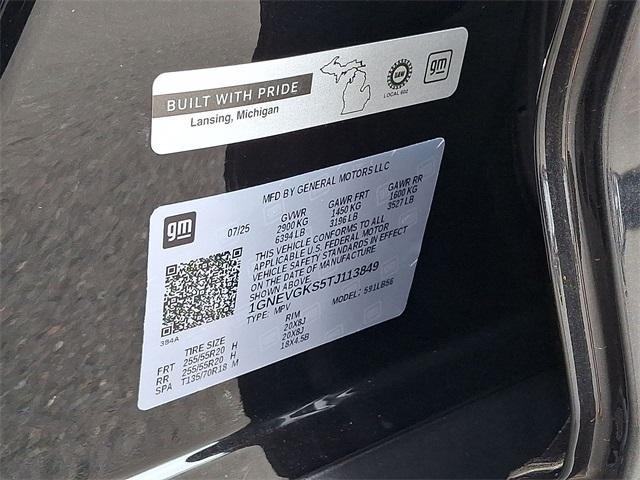 BUILT WITH PRIDE
Lansing, Michigan
UAW
LOCAL 602
gm
MFD BY GENERAL MOTORS LLC
gm
07/25
GVWR GAWR FRT GAWR RR
2900 KG 1450 KG 1600 KG
6394 LB 3196 LB 3527 LB
THIS VEHICLE CONFORMS TO ALL
APPLICABLE U.S. FEDERAL MOTOR
VEHICLE SAFETY STANDARDS IN EFFECT
ON THE DATE OF MANUFACTURE
SHOWN ABOVE
1GNEVGKS5TJ113849
TYPE: MPV MODEL: 591LB56
3B4A
TIRE SIZE RIM
FRT 255/55R20 H 20X8J
RR 255/55R20 H 20X8J
SPA T135/70R18 M 18X4.5B